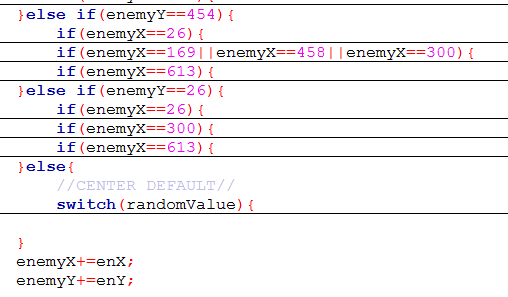 }else if(enemyY==454){
if(enemyX==26){
if(enemyX==169||enemyX==458||enemyX==300){
if(enemyX==613){
}else if(enemyY==26){
if(enemyX==26){
if(enemyX==300){
if(enemyX==613){
}else{
//CENTER DEFAULT//
switch(randomValue){
}
enemyX+=enX;
enemyY+=enY;